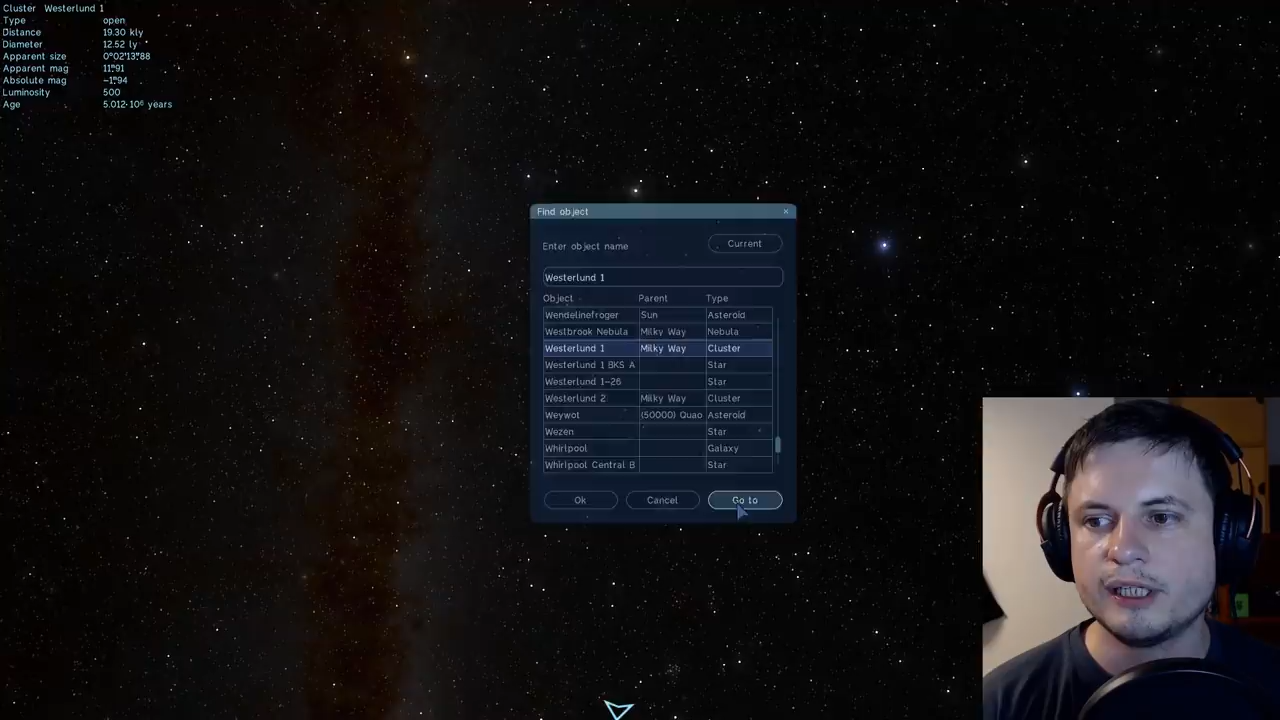 Cluster Westerlund 1
Type open
Distance 19.30 kly
Diameter 12.52 ly
Apparent size 0°02'13."88
Apparent mag 11.m91
Absolute mag -1.m94
Luminosity 500
Age 5.012·10⁶ years
Find object ×
Enter object name Current
Westerlund 1
Object Parent Type
Wendelinefroger Sun Asteroid
Westbrook Nebula Milky Way Nebula
Westerlund 1 Milky Way Cluster
Westerlund 1 BKS A Star
Westerlund 1-26 Star
Westerlund 2 Milky Way Cluster
Weywot (50000) Quao Asteroid
Wezen Star
Whirlpool Galaxy
Whirlpool Central B Star
Ok Cancel Go to